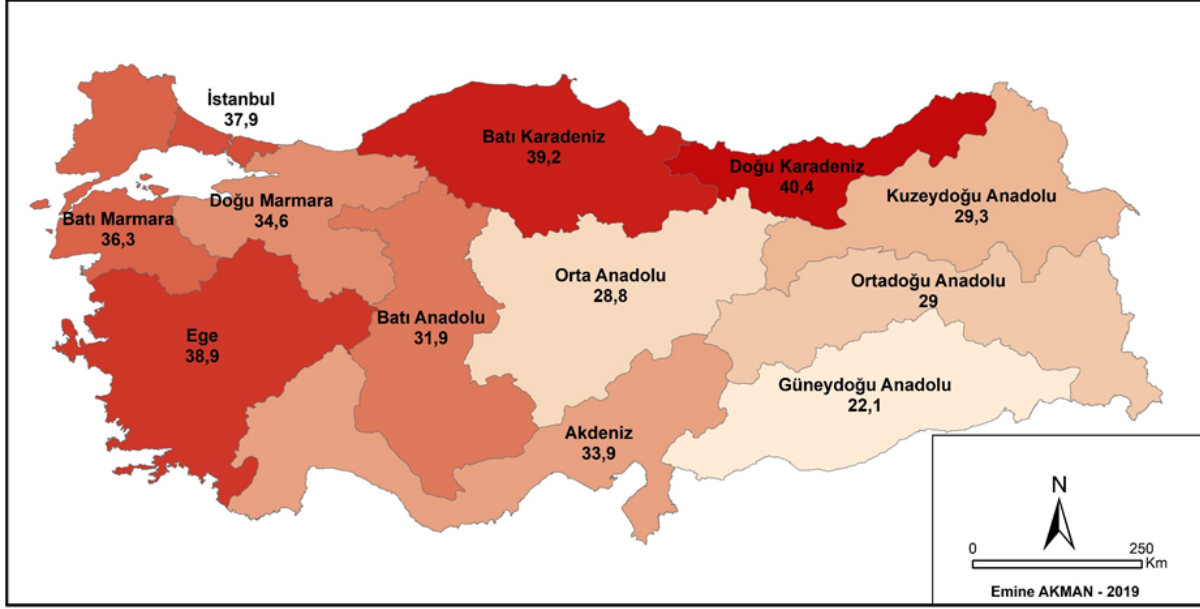 İstanbul
37,9
Batı Karadeniz
39,2
Doğu Karadeniz
40,4
Kuzeydoğu Anadolu
29,3
Doğu Marmara
34,6
Batı Marmara
36,3
Orta Anadolu
28,8
Ortadoğu Anadolu
29
Batı Anadolu
31,9
Ege
38,9
Güneydoğu Anadolu
22,1
Akdeniz
33,9
N
0 250
Km
Emine AKMAN - 2019